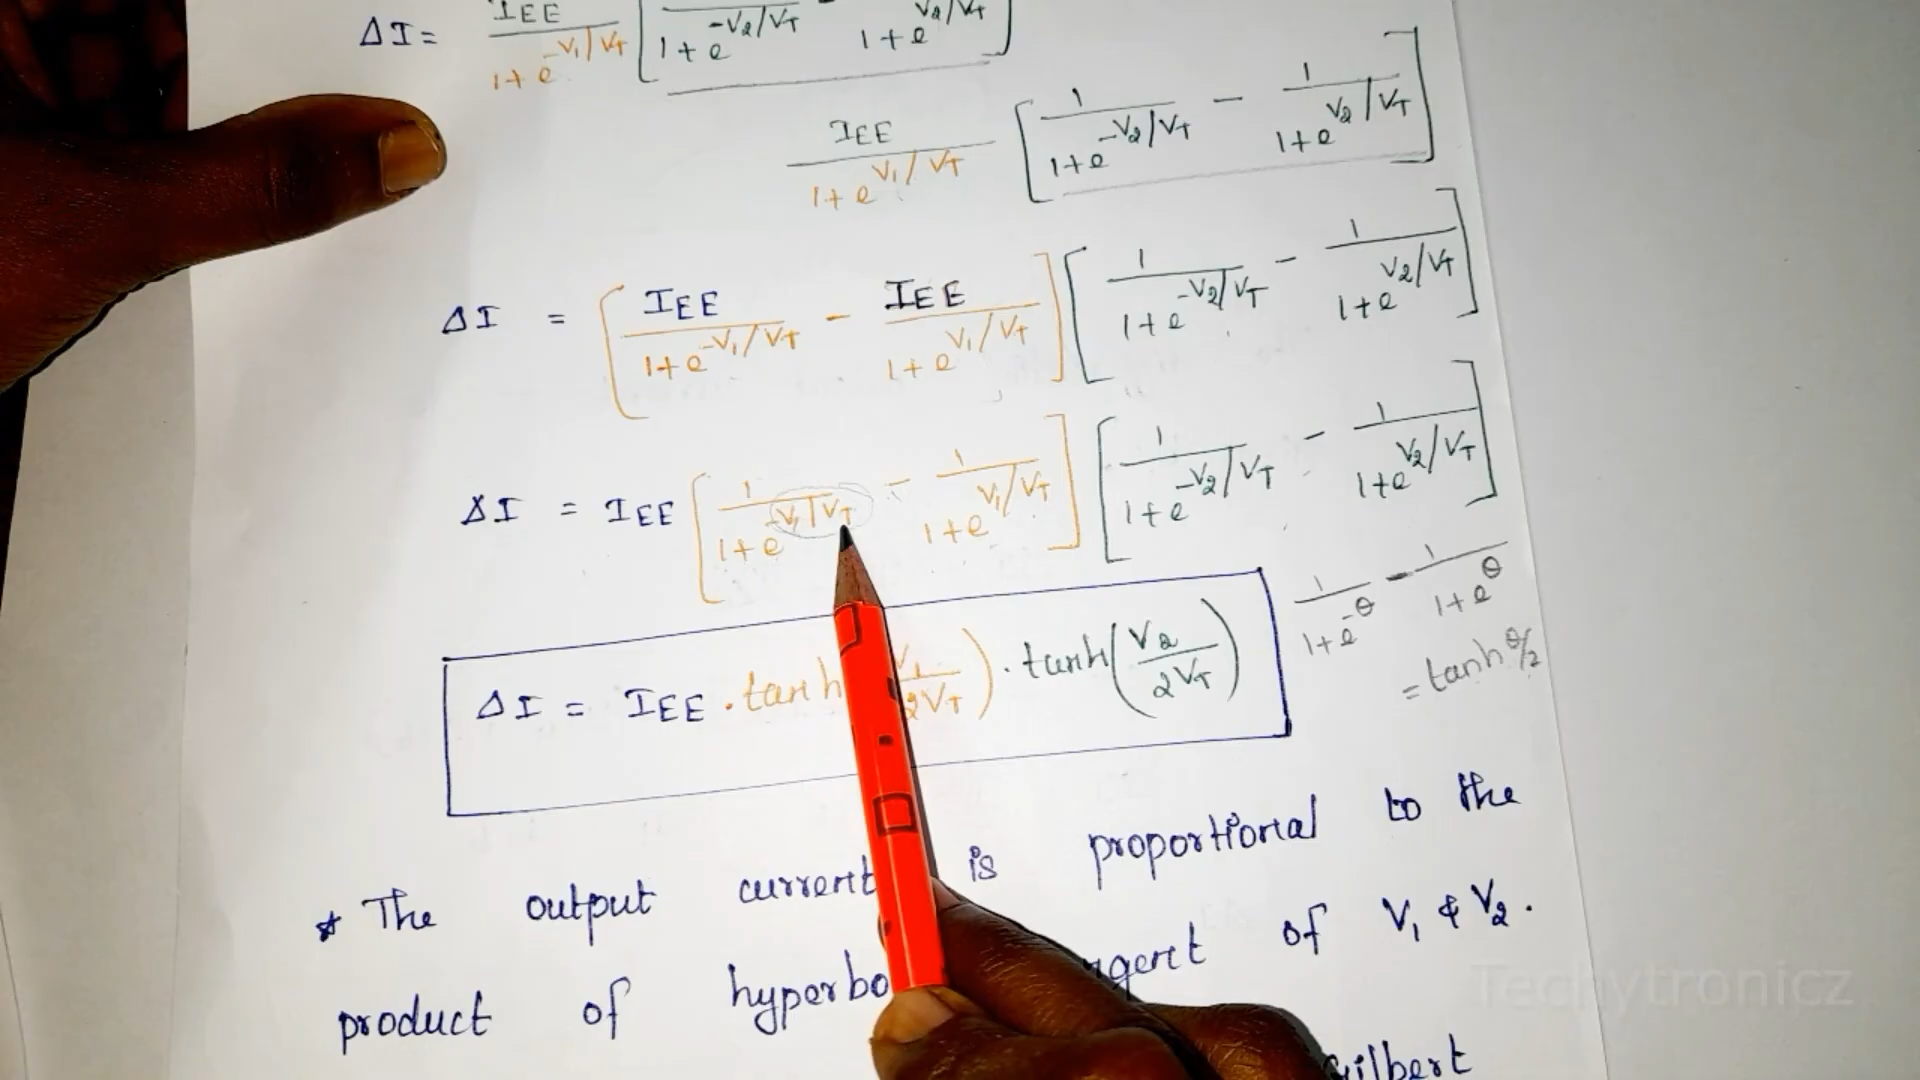 ΔI = IEE / (1+e^(-V1/VT)) [ / (1+e^(-V2/VT)) - / (1+e^(V2/VT)) ]
IEE / (1+e^(V1/VT)) [ 1 / (1+e^(-V2/VT)) - 1 / (1+e^(V2/VT)) ]
ΔI = [ IEE / (1+e^(-V1/VT)) - IEE / (1+e^(V1/VT)) ] [ 1 / (1+e^(-V2/VT)) - 1 / (1+e^(V2/VT)) ]
ΔI = IEE [ 1 / (1+e^(-V1/VT)) - 1 / (1+e^(V1/VT)) ] [ 1 / (1+e^(-V2/VT)) - 1 / (1+e^(V2/VT)) ]
1 / (1+e^(-θ)) - 1 / (1+e^θ)
= tanh θ/2
ΔI = IEE . tanh (V1 / 2VT) . tanh (V2 / 2VT)
* The output current is proportional to the
product of of V1 & V2.
Gilbert
Techytronicz